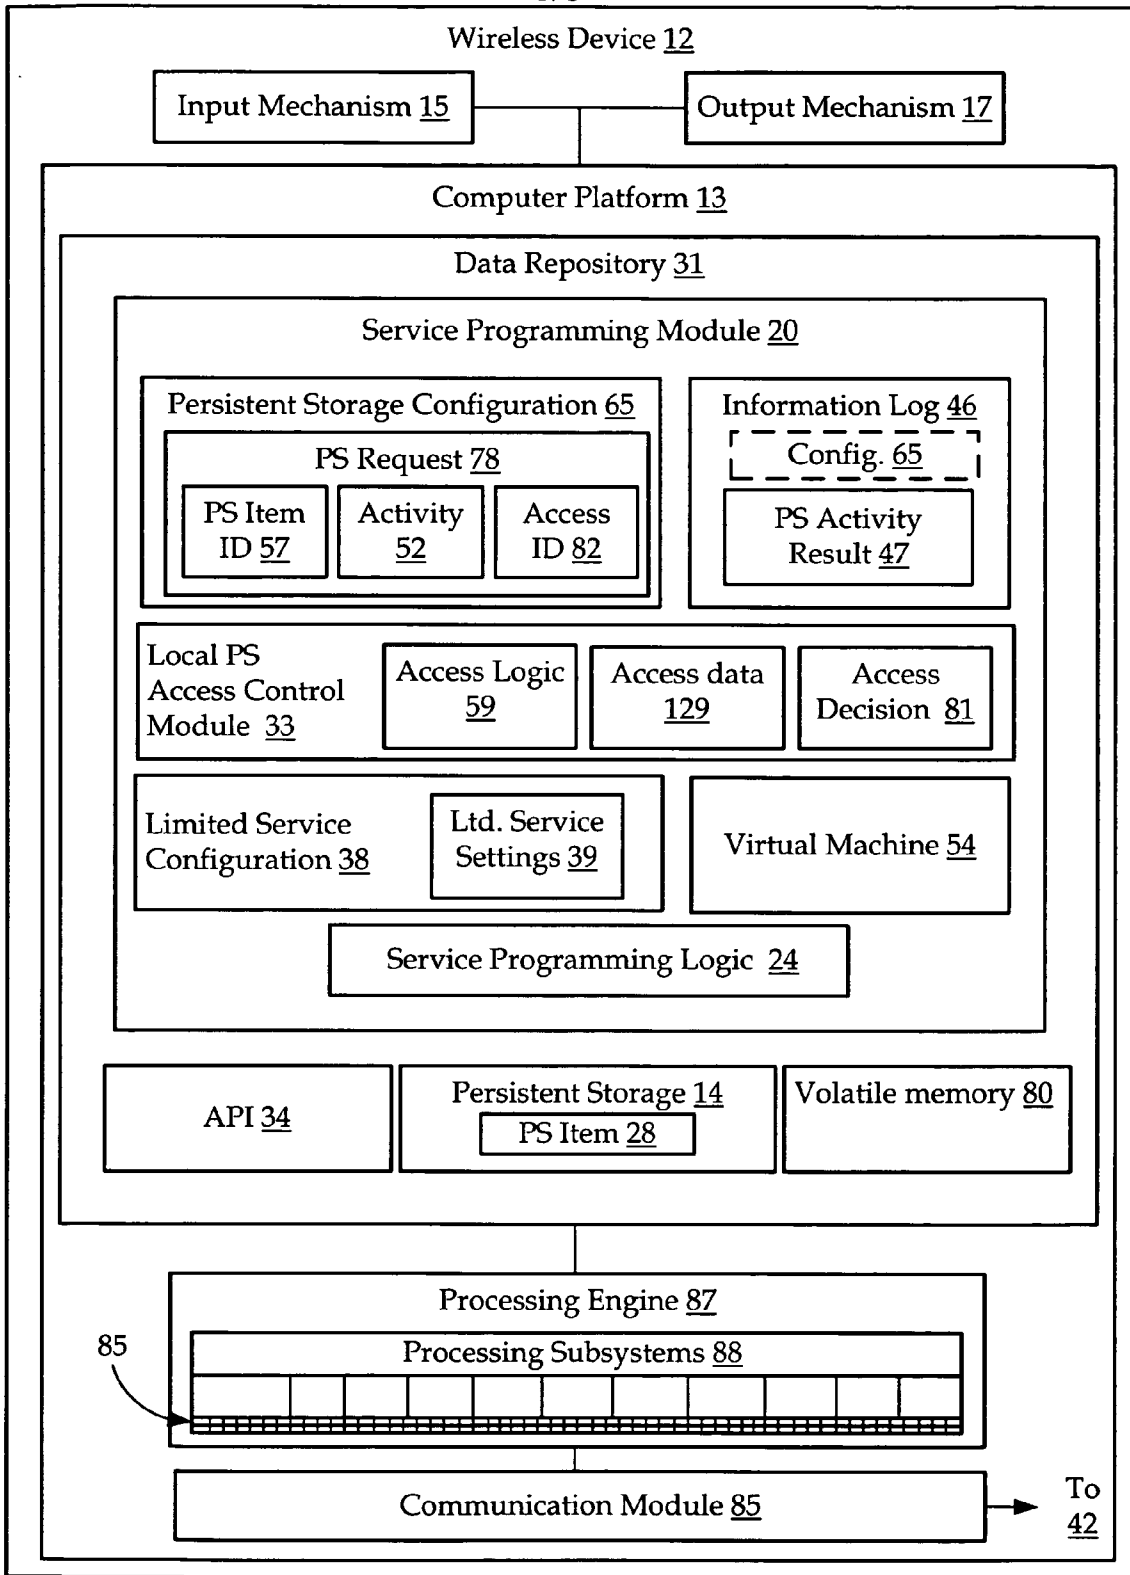 Wireless Device 12
Input Mechanism 15
Output Mechanism 17
Computer Platform 13
Data Repository 31
Service Programming Module 20
Persistent Storage Configuration 65
PS Request 78
PS Item
ID 57
Activity
52
Access
ID 82
Information Log 46
Config. 65
PS Activity
Result 47
Local PS
Access Control
Module 33
Access Logic
59
Access data
129
Access
Decision 81
Limited Service
Configuration 38
Ltd. Service
Settings 39
Virtual Machine 54
Service Programming Logic 24
API 34
Persistent Storage 14
PS Item 28
Volatile memory 80
Processing Engine 87
85
Processing Subsystems 88
Communication Module 85
To
42